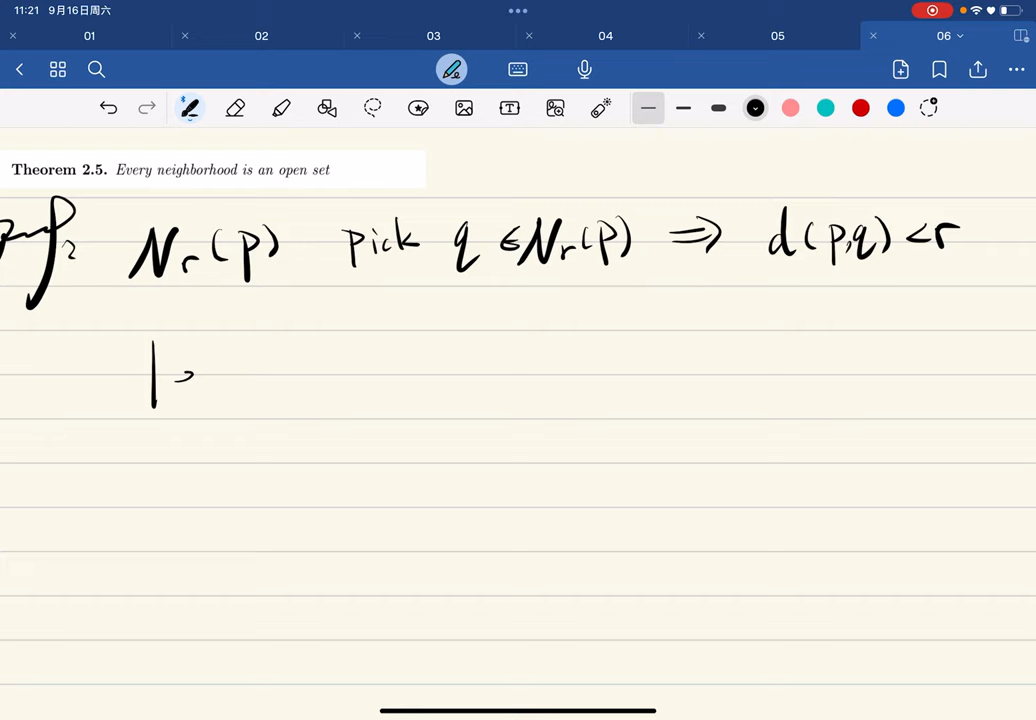 11:21 9月16日周六
01 02 03 04 05 06
Theorem 2.5. Every neighborhood is an open set
Nr(p) pick q ∈ Nr(p) ⟹ d(p,q) < r